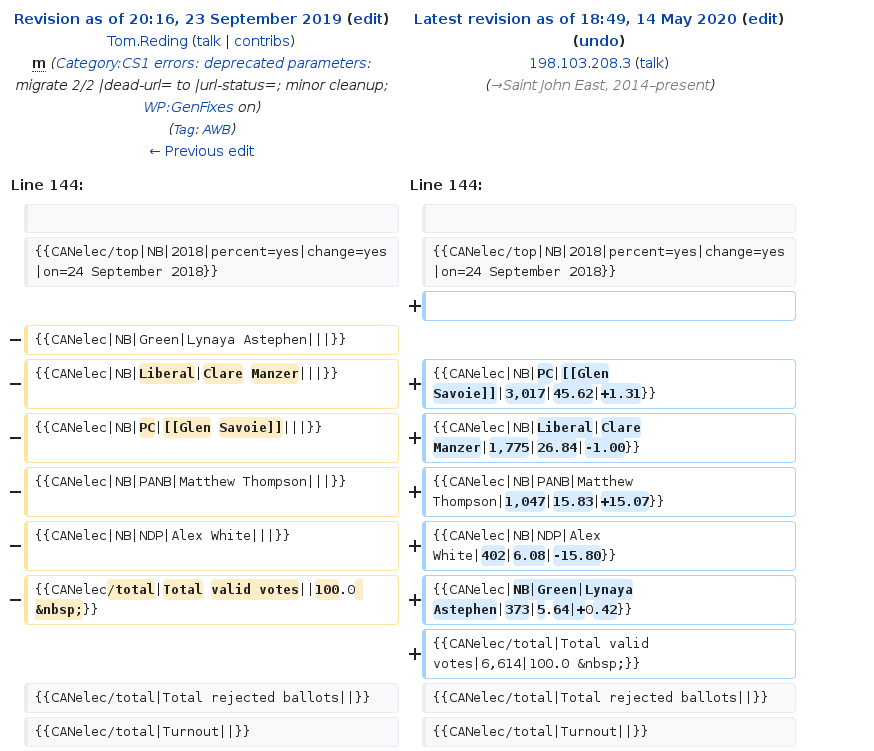 Revision as of 20:16, 23 September 2019 (edit)
Tom.Reding (talk | contribs)
m (Category:CS1 errors: deprecated parameters:
migrate 2/2 |dead-url= to |url-status=; minor cleanup;
WP:GenFixes on)
(Tag: AWB)
← Previous edit
Latest revision as of 18:49, 14 May 2020 (edit)
(undo)
198.103.208.3 (talk)
(→Saint John East, 2014–present)
Line 144:
Line 144:
{{CANelec/top|NB|2018|percent=yes|change=yes
|on=24 September 2018}}
{{CANelec/top|NB|2018|percent=yes|change=yes
|on=24 September 2018}}
+
− {{CANelec|NB|Green|Lynaya Astephen|||}}
− {{CANelec|NB|Liberal|Clare Manzer|||}}
+ {{CANelec|NB|PC|[[Glen
Savoie]]|3,017|45.62|+1.31}}
− {{CANelec|NB|PC|[[Glen Savoie]]|||}}
+ {{CANelec|NB|Liberal|Clare
Manzer|1,775|26.84|-1.00}}
− {{CANelec|NB|PANB|Matthew Thompson|||}}
+ {{CANelec|NB|PANB|Matthew
Thompson|1,047|15.83|+15.07}}
− {{CANelec|NB|NDP|Alex White|||}}
+ {{CANelec|NB|NDP|Alex
White|402|6.08|-15.80}}
− {{CANelec/total|Total valid votes||100.0
&nbsp;}}
+ {{CANelec|NB|Green|Lynaya
Astephen|373|5.64|+0.42}}
+ {{CANelec/total|Total valid
votes|6,614|100.0 &nbsp;}}
{{CANelec/total|Total rejected ballots||}}
{{CANelec/total|Total rejected ballots||}}
{{CANelec/total|Turnout||}}
{{CANelec/total|Turnout||}}